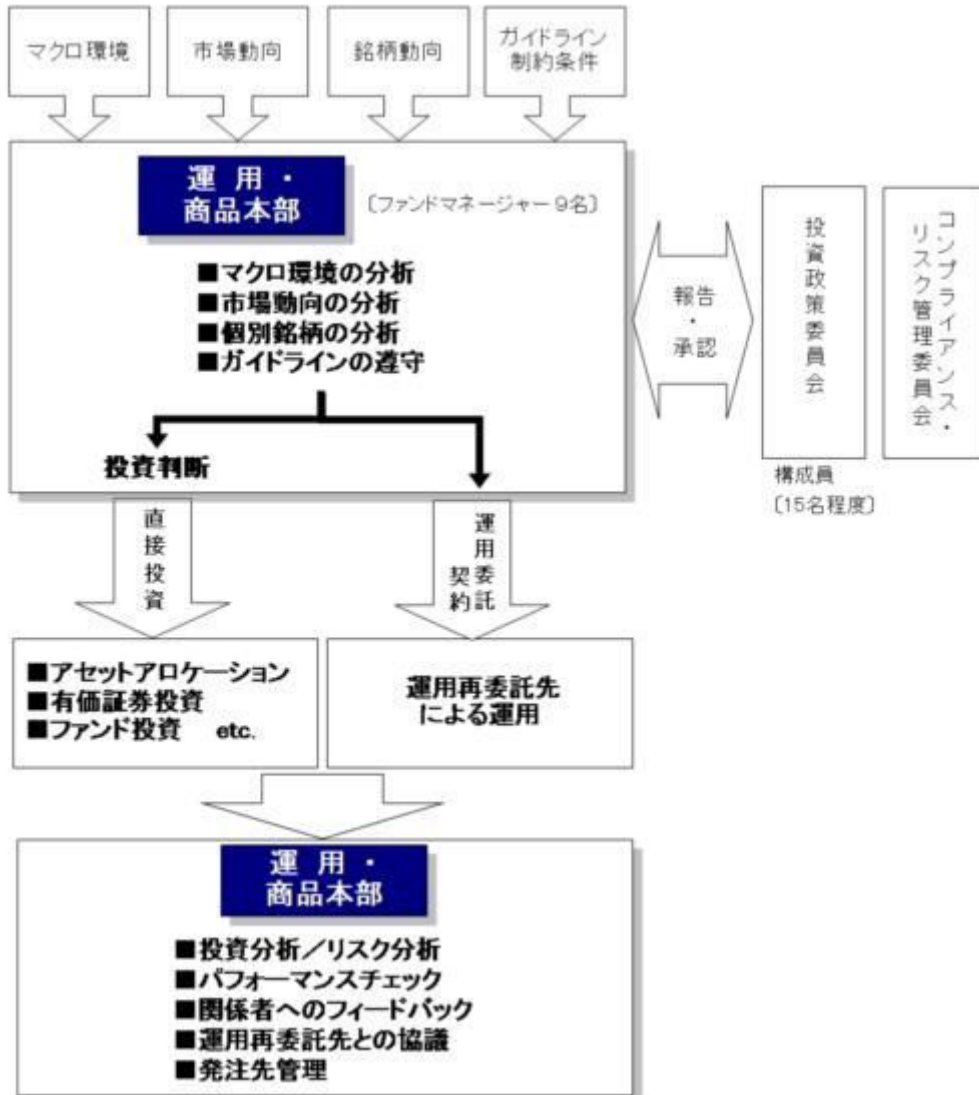 マクロ環境
市場動向
銘柄動向
ガイドライン
制約条件
運 用 ・
商品本部
〔ファンドマネージャー9名〕
■マクロ環境の分析
■市場動向の分析
■個別銘柄の分析
■ガイドラインの遵守
投資判断
報告
・
承認
投資政策委員会
コンプライアンス・
リスク管理委員会
構成員
〔15名程度〕
直接投資
運用委託
契約
■アセットアロケーション
■有価証券投資
■ファンド投資 etc.
運用再委託先
による運用
運 用 ・
商品本部
■投資分析／リスク分析
■パフォーマンスチェック
■関係者へのフィードバック
■運用再委託先との協議
■発注先管理